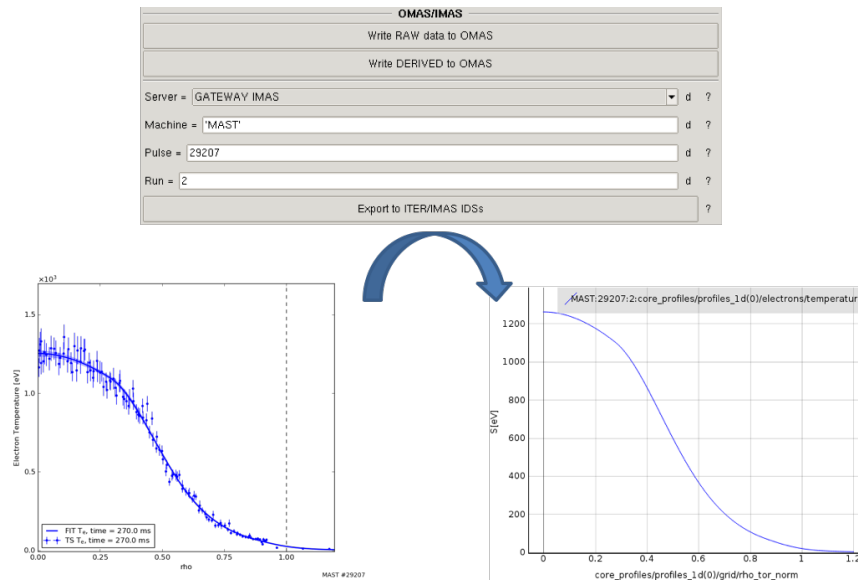 OMAS/IMAS
Write RAW data to OMAS
Write DERIVED to OMAS
Server = GATEWAY IMAS d ?
Machine = 'MAST' d ?
Pulse = 29207 d ?
Run = 2 d ?
Export to ITER/IMAS IDSs ?
×10³
1.5
1.0
0.5
0.0
Electron Temperature [eV]
FIT Tₑ, time = 270.0 ms
TS Tₑ, time = 270.0 ms
0.00 0.25 0.50 0.75 1.00
rho
MAST #29207
MAST:29207:2:core_profiles/profiles_1d(0)/electrons/temperatur
1200
1000
800
600
400
200
0
S[eV]
0 0.2 0.4 0.6 0.8 1 1.2
core_profiles/profiles_1d(0)/grid/rho_tor_norm